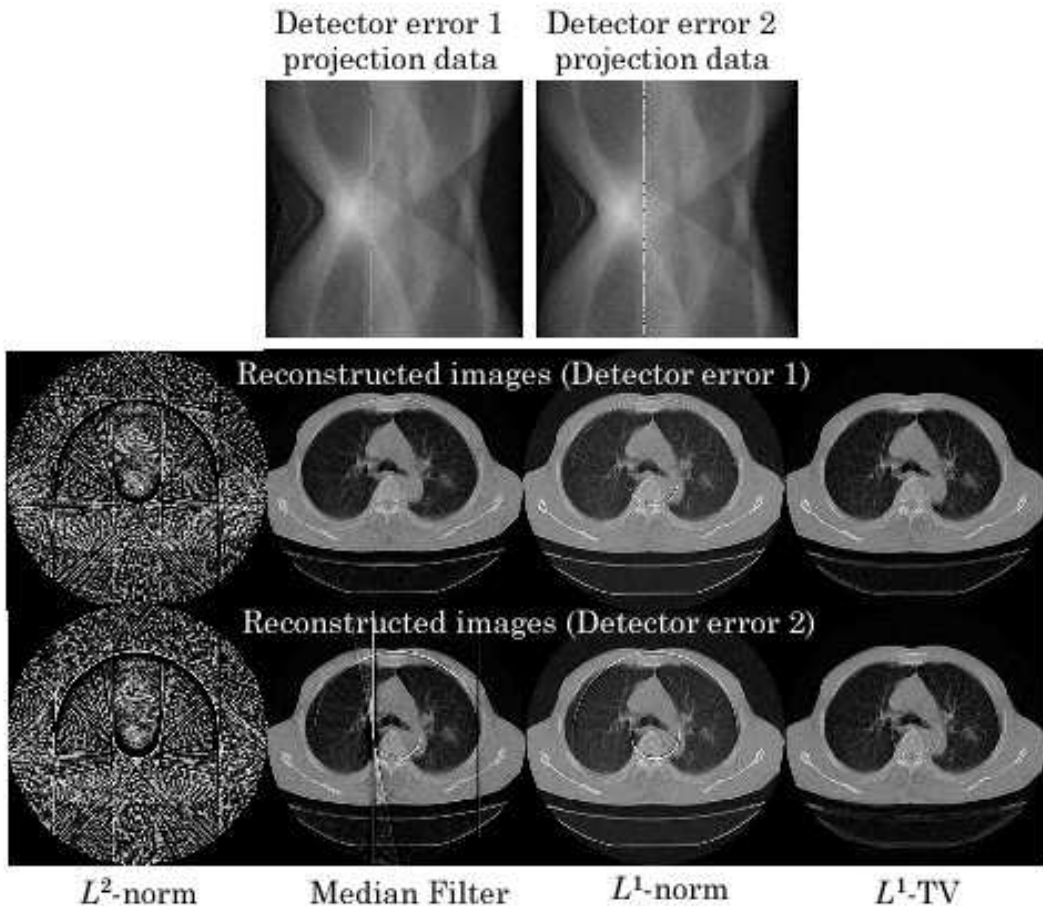 Detector error 1
projection data
Detector error 2
projection data
Reconstructed images (Detector error 1)
Reconstructed images (Detector error 2)
L²-norm
Median Filter
L¹-norm
L¹-TV